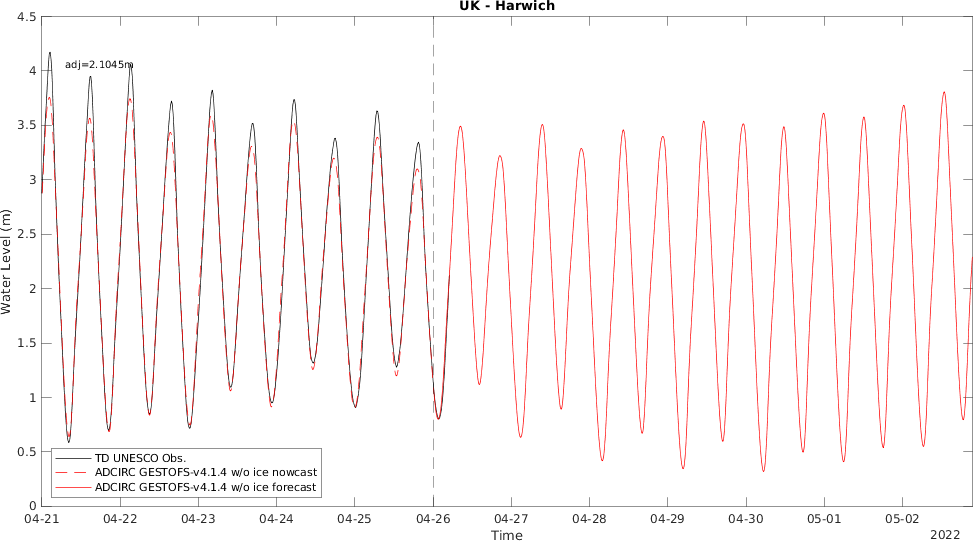 UK - Harwich
adj=2.1045m
Water Level (m)
4.5
4
3.5
3
2.5
2
1.5
1
0.5
0
TD UNESCO Obs.
ADCIRC GESTOFS-v4.1.4 w/o ice nowcast
ADCIRC GESTOFS-v4.1.4 w/o ice forecast
04-21 04-22 04-23 04-24 04-25 04-26 04-27 04-28 04-29 04-30 05-01 05-02
Time
2022